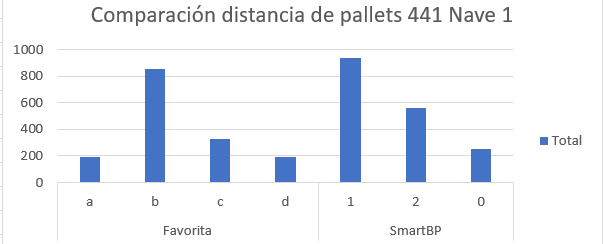 Comparación distancia de pallets 441 Nave 1
1000
800
600
400
200
0
a b c d 1 2 0
Favorita SmartBP
Total